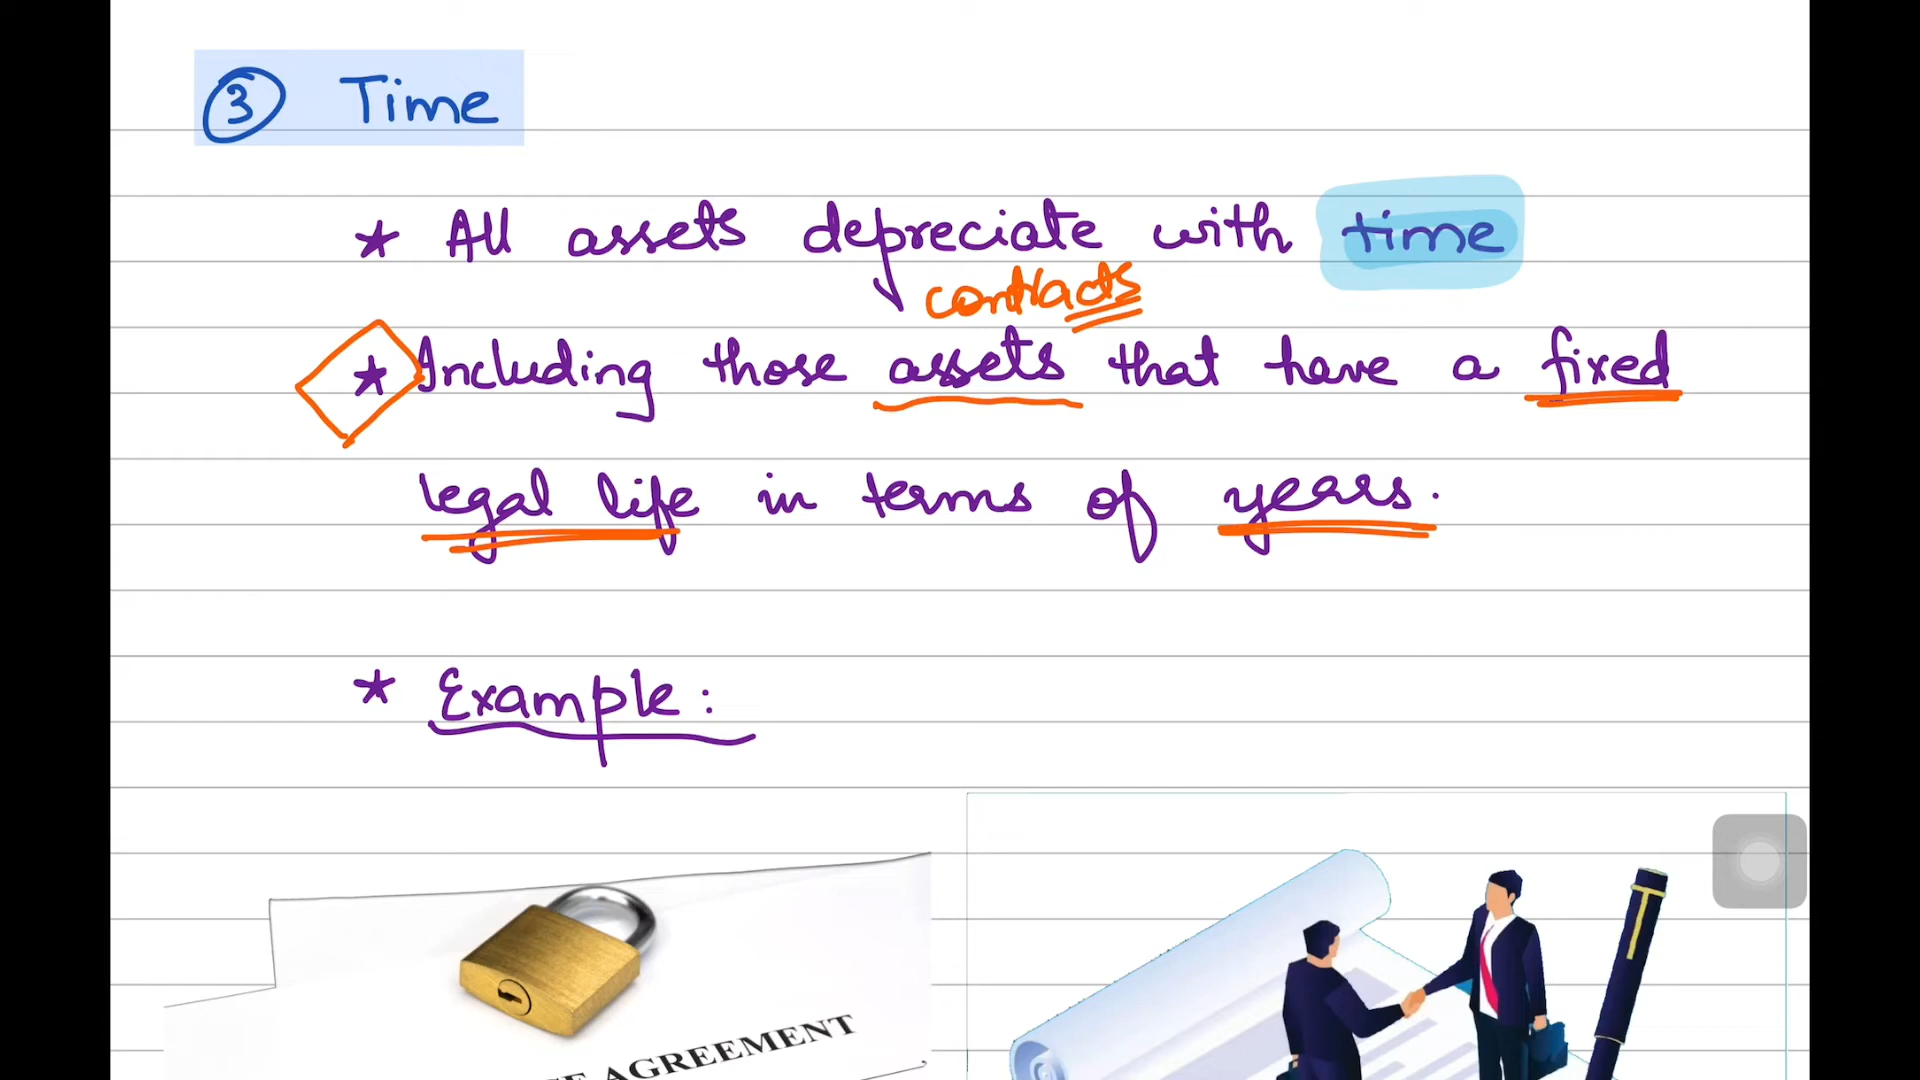 3 Time
★ All assets depreciate with time
contracts
★ Including those assets that have a fixed
legal life in terms of years.
★ Example:
AGREEMENT